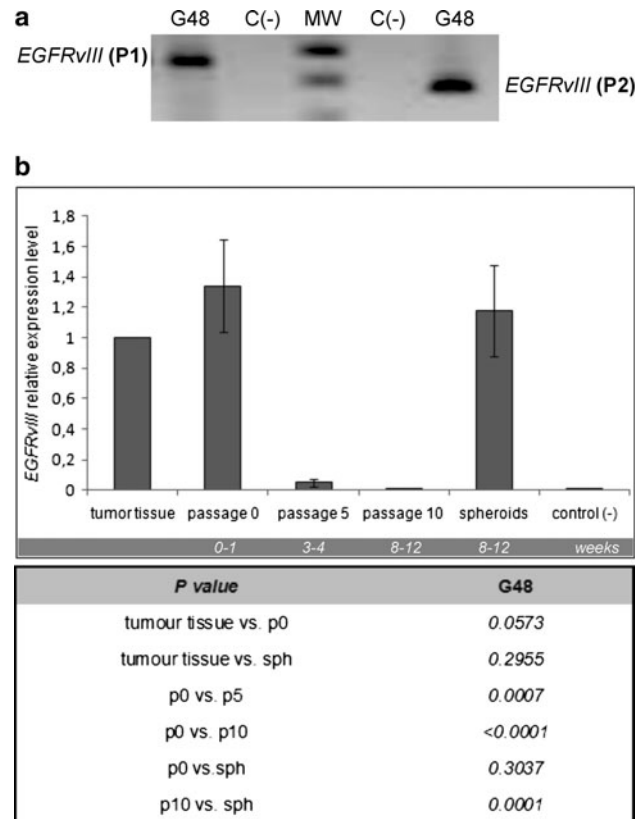 a
G48 C(-) MW C(-) G48
EGFRvIII (P1)
EGFRvIII (P2)
b
EGFRvIII relative expression level
1,8
1,6
1,4
1,2
1
0,8
0,6
0,4
0,2
0
tumor tissue passage 0 passage 5 passage 10 spheroids control (-)
0-1 3-4 8-12 8-12 weeks
P value G48
tumour tissue vs. p0 0.0573
tumour tissue vs. sph 0.2955
p0 vs. p5 0.0007
p0 vs. p10 <0.0001
p0 vs.sph 0.3037
p10 vs. sph 0.0001